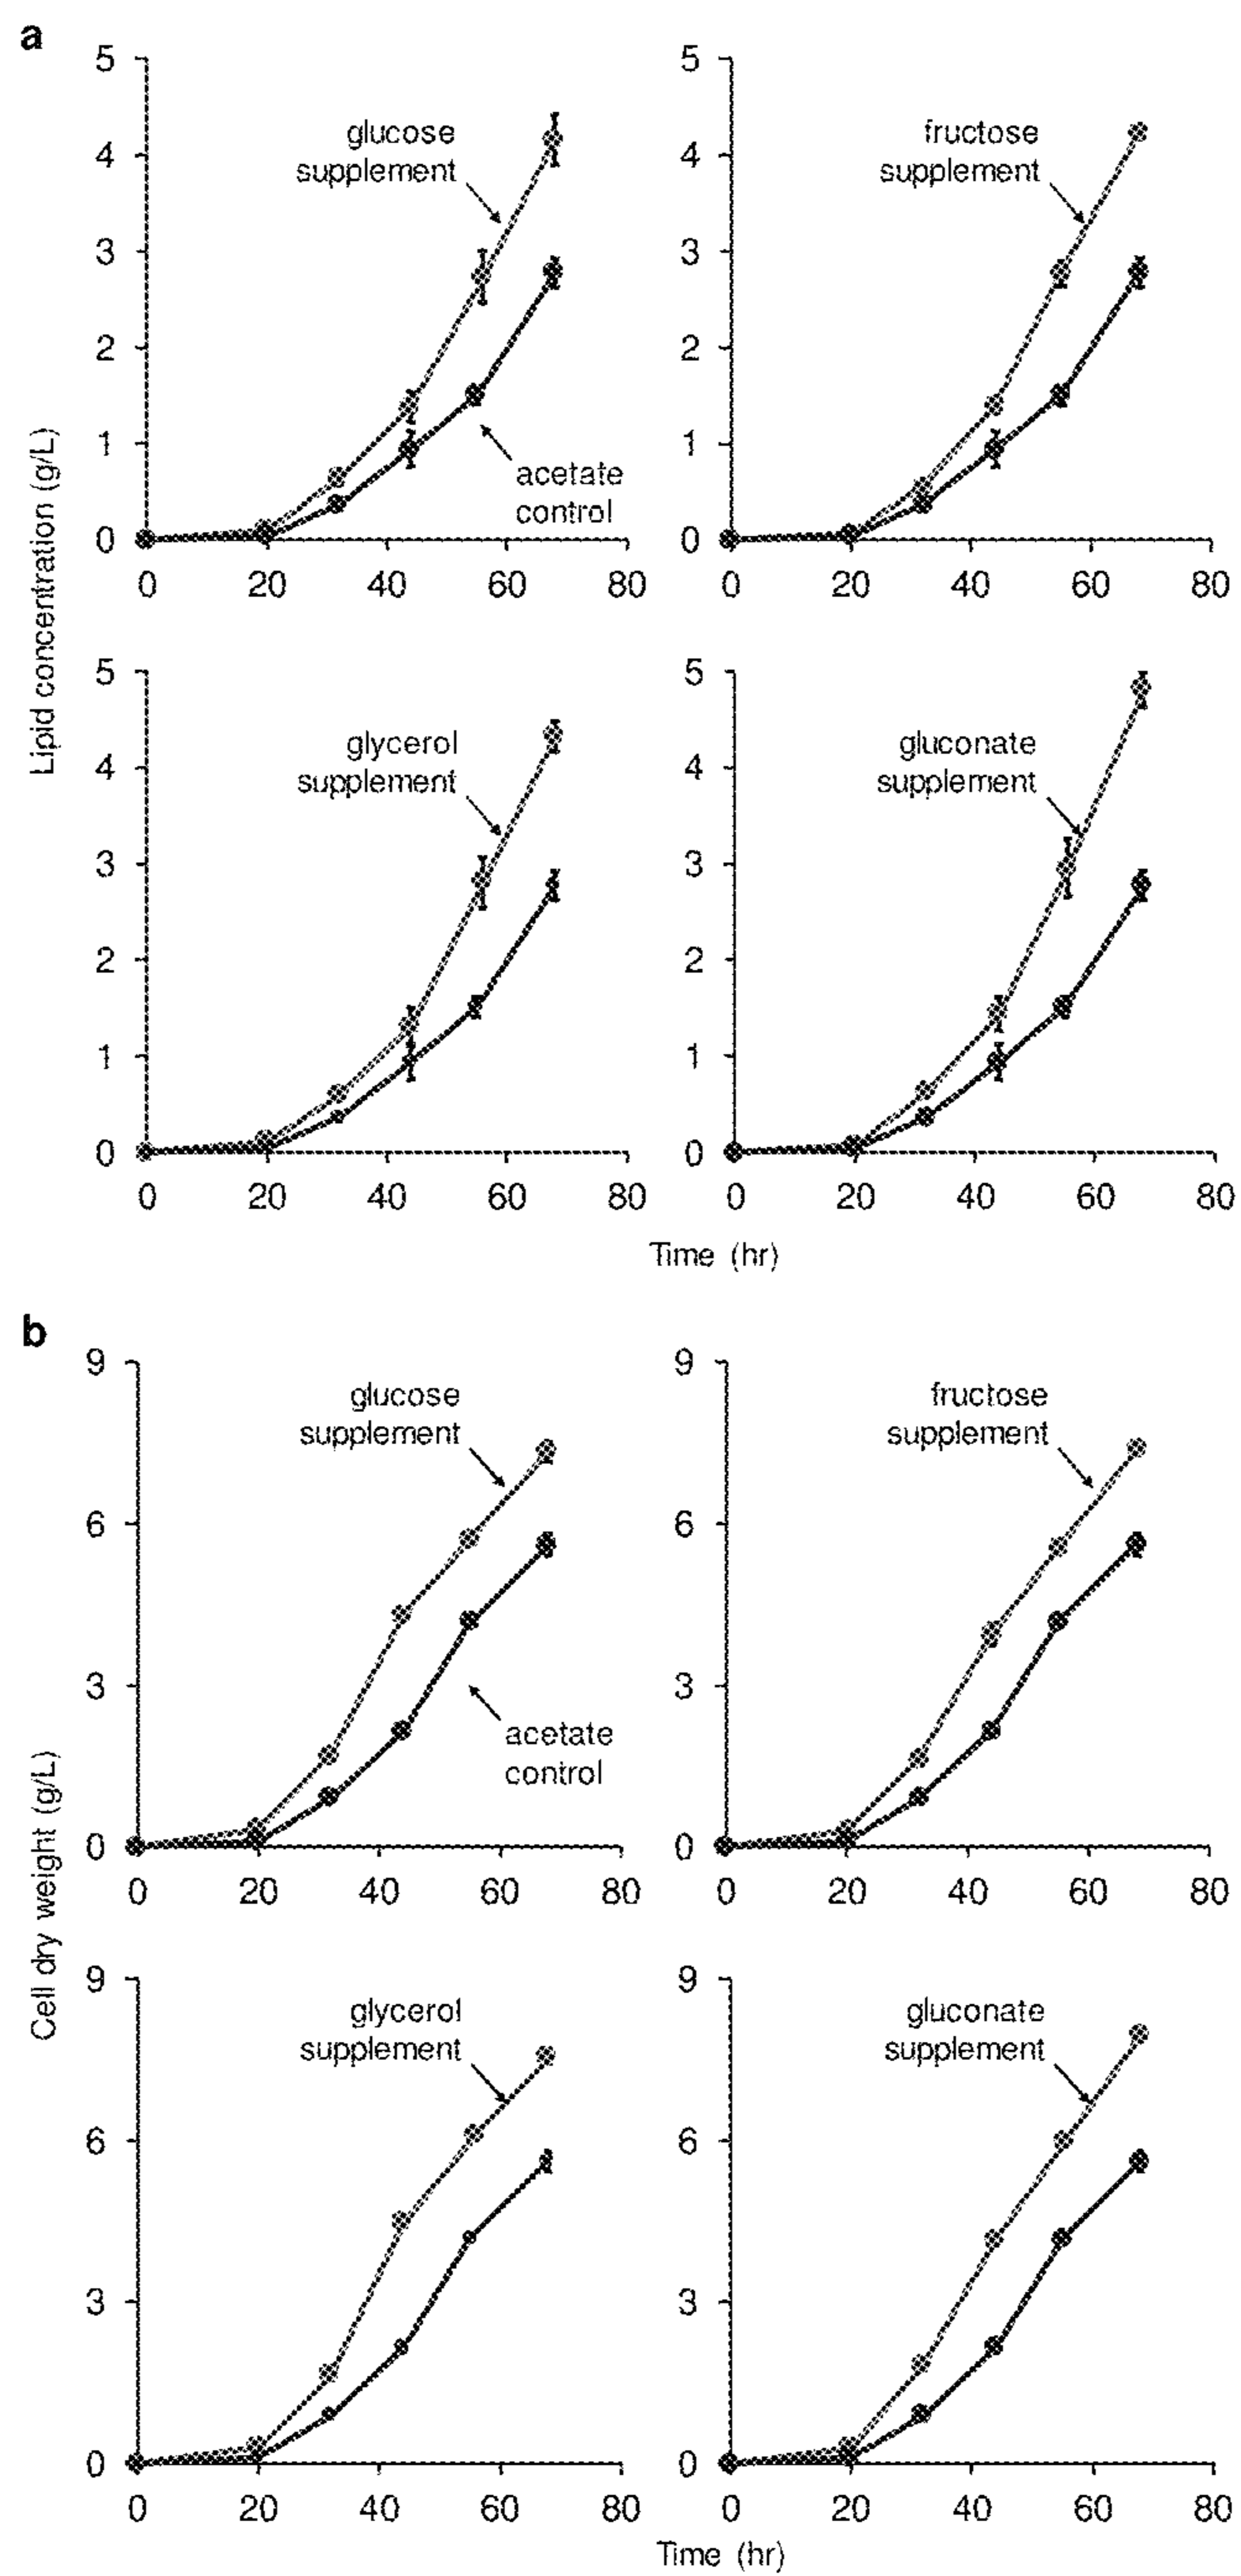 a
Lipid concentration (g/L)
5
4
3
2
1
0
0 20 40 60 80
glucose
supplement
acetate
control
5
4
3
2
1
0
0 20 40 60 80
fructose
supplement
5
4
3
2
1
0
0 20 40 60 80
glycerol
supplement
5
4
3
2
1
0
0 20 40 60 80
gluconate
supplement
Time (hr)
b
Cell dry weight (g/L)
9
6
3
0
0 20 40 60 80
glucose
supplement
acetate
control
9
6
3
0
0 20 40 60 80
fructose
supplement
9
6
3
0
0 20 40 60 80
glycerol
supplement
9
6
3
0
0 20 40 60 80
gluconate
supplement
Time (hr)